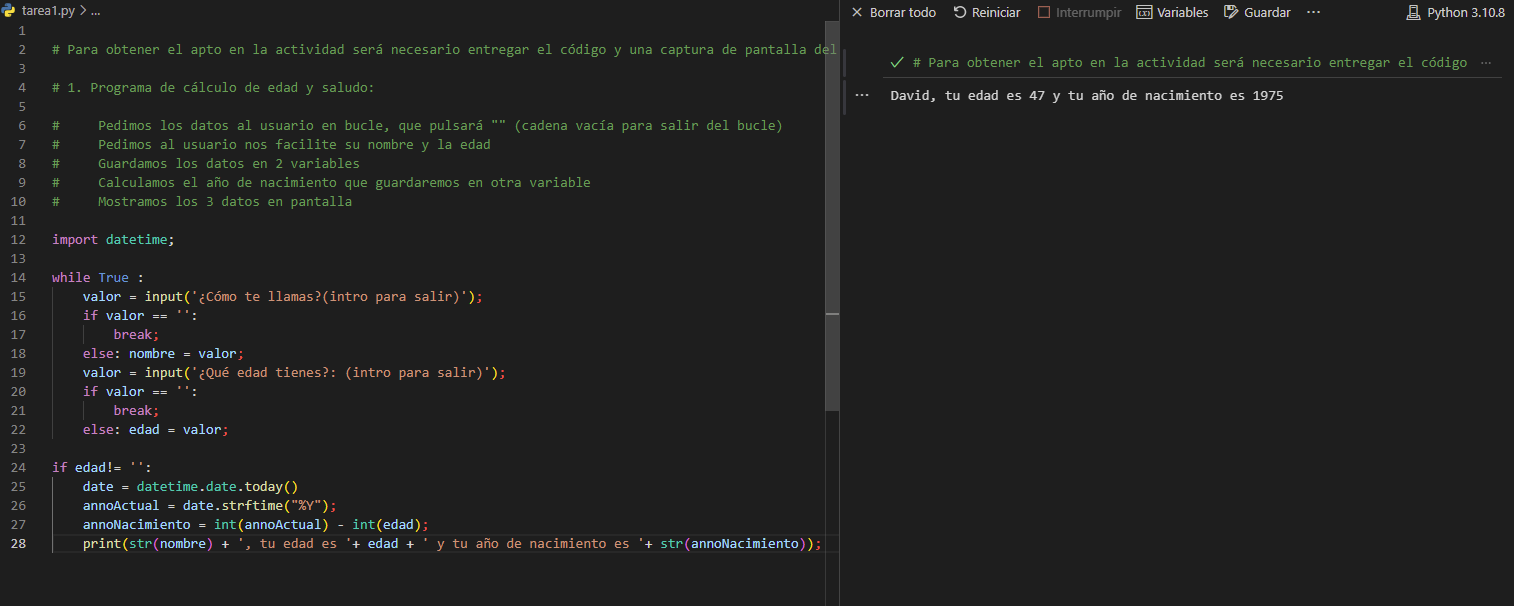 tarea1.py > ...
1
2 # Para obtener el apto en la actividad será necesario entregar el código y una captura de pantalla del
3
4 # 1. Programa de cálculo de edad y saludo:
5
6 #     Pedimos los datos al usuario en bucle, que pulsará "" (cadena vacía para salir del bucle)
7 #     Pedimos al usuario nos facilite su nombre y la edad
8 #     Guardamos los datos en 2 variables
9 #     Calculamos el año de nacimiento que guardaremos en otra variable
10 #     Mostramos los 3 datos en pantalla
11
12 import datetime;
13
14 while True :
15     valor = input('¿Cómo te llamas?(intro para salir)');
16     if valor == '':
17         break;
18     else: nombre = valor;
19     valor = input('¿Qué edad tienes?: (intro para salir)');
20     if valor == '':
21         break;
22     else: edad = valor;
23
24 if edad!= '':
25     date = datetime.date.today()
26     annoActual = date.strftime("%Y");
27     annoNacimiento = int(annoActual) - int(edad);
28     print(str(nombre) + ', tu edad es '+ edad + ' y tu año de nacimiento es '+ str(annoNacimiento));
Borrar todo Reiniciar Interrumpir Variables Guardar ... Python 3.10.8
# Para obtener el apto en la actividad será necesario entregar el código ...
... David, tu edad es 47 y tu año de nacimiento es 1975